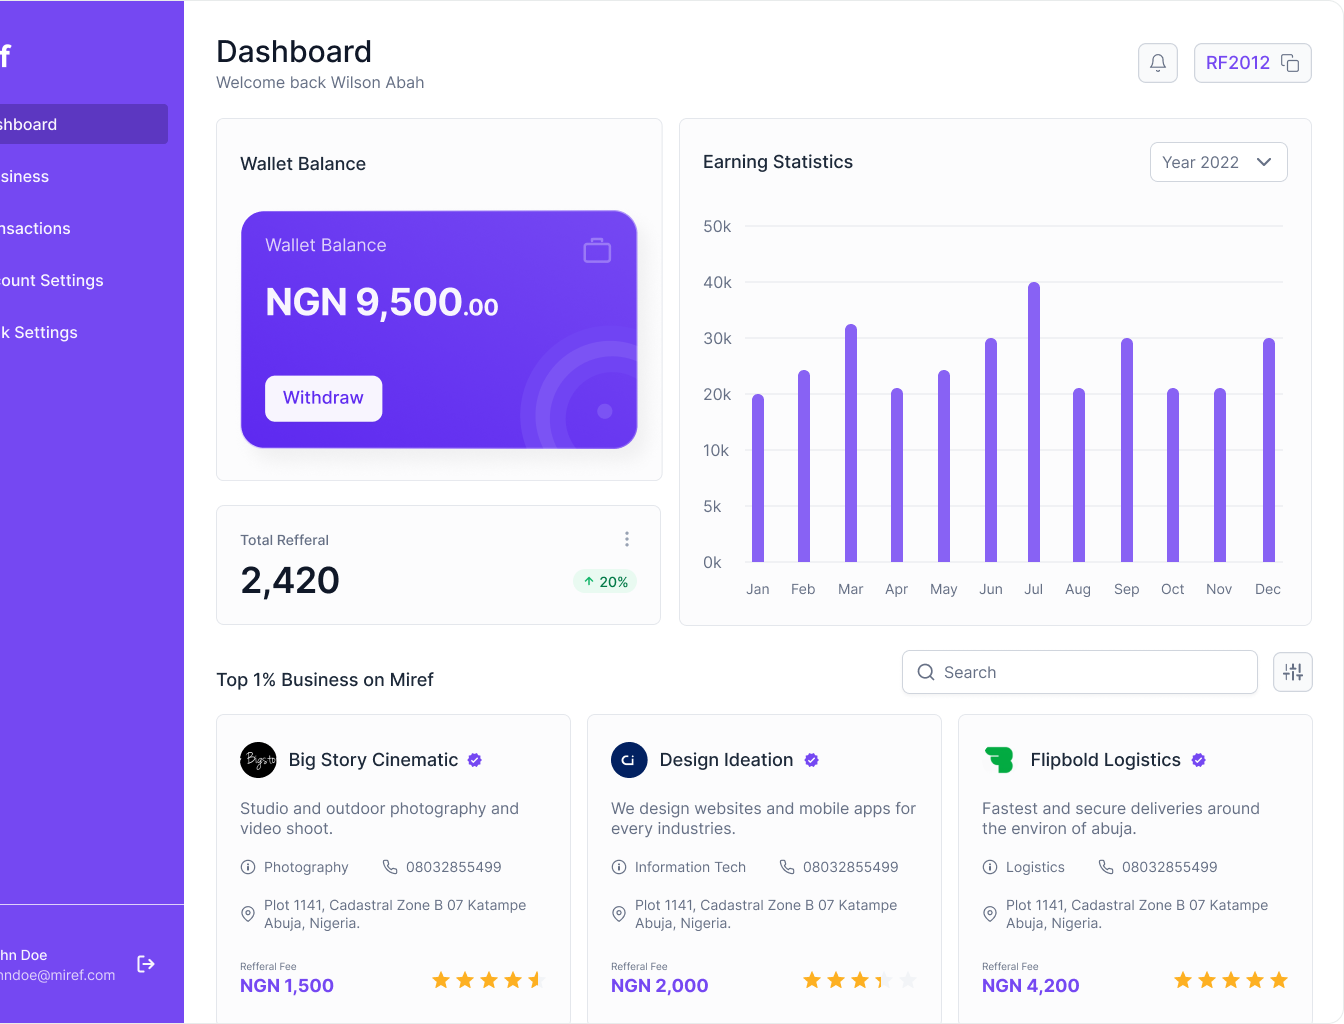 f
shboard
siness
nsactions
ount Settings
k Settings
hn Doe
nndoe@miref.com
Dashboard
Welcome back Wilson Abah
RF2012
Wallet Balance
Wallet Balance
NGN 9,500.00
Withdraw
Total Refferal
2,420
20%
Earning Statistics
Year 2022
50k
40k
30k
20k
10k
5k
0k
Jan Feb Mar Apr May Jun Jul Aug Sep Oct Nov Dec
Top 1% Business on Miref
Search
Bigsto
Big Story Cinematic
Studio and outdoor photography and
video shoot.
Photography 08032855499
Plot 1141, Cadastral Zone B 07 Katampe
Abuja, Nigeria.
Refferal Fee
NGN 1,500
Ci
Design Ideation
We design websites and mobile apps for
every industries.
Information Tech 08032855499
Plot 1141, Cadastral Zone B 07 Katampe
Abuja, Nigeria.
Refferal Fee
NGN 2,000
Flipbold Logistics
Fastest and secure deliveries around
the environ of abuja.
Logistics 08032855499
Plot 1141, Cadastral Zone B 07 Katampe
Abuja, Nigeria.
Refferal Fee
NGN 4,200